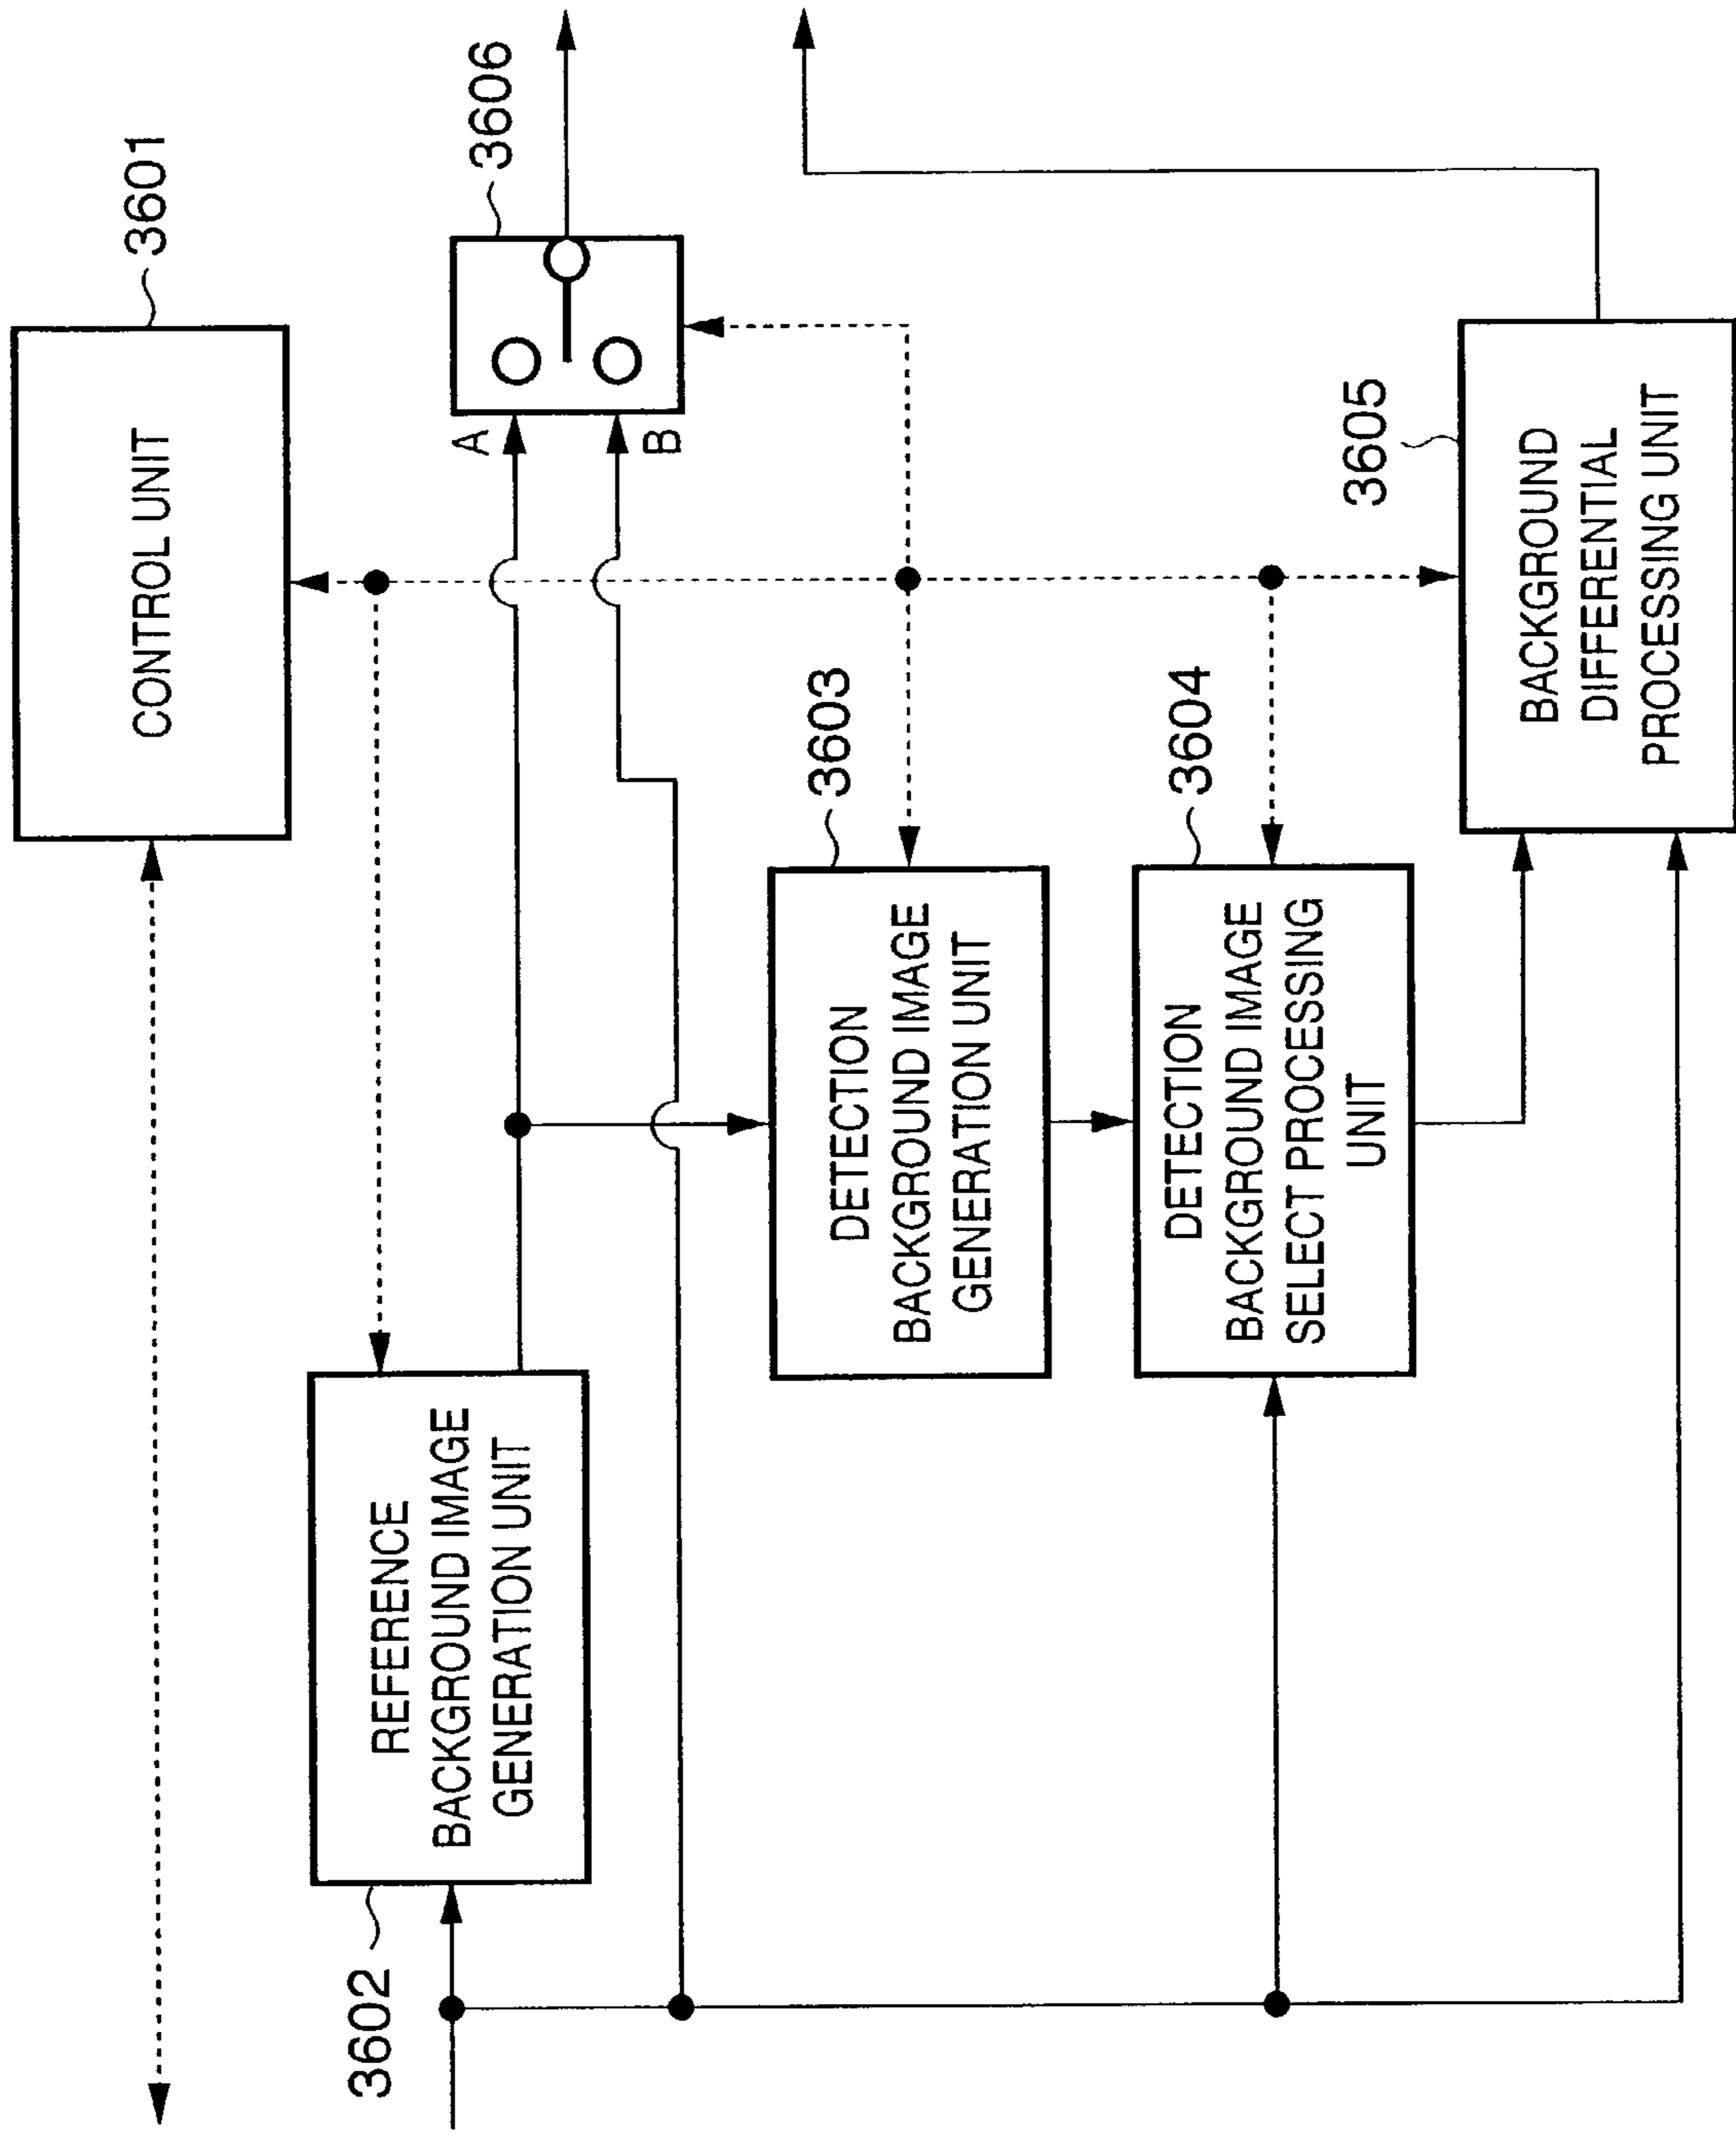 3601
CONTROL UNIT
3602
REFERENCE
BACKGROUND IMAGE
GENERATION UNIT
A
B
3606
3603
DETECTION
BACKGROUND IMAGE
GENERATION UNIT
3604
DETECTION
BACKGROUND IMAGE
SELECT PROCESSING
UNIT
3605
BACKGROUND
DIFFERENTIAL
PROCESSING UNIT